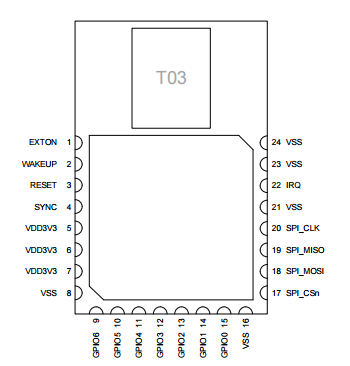 T03
EXTON 1
WAKEUP 2
RESET 3
SYNC 4
VDD3V3 5
VDD3V3 6
VDD3V3 7
VSS 8
24 VSS
23 VSS
22 IRQ
21 VSS
20 SPI_CLK
19 SPI_MISO
18 SPI_MOSI
17 SPI_CSn
GPIO6 9
GPIO5 10
GPIO4 11
GPIO3 12
GPIO2 13
GPIO1 14
GPIO0 15
VSS 16